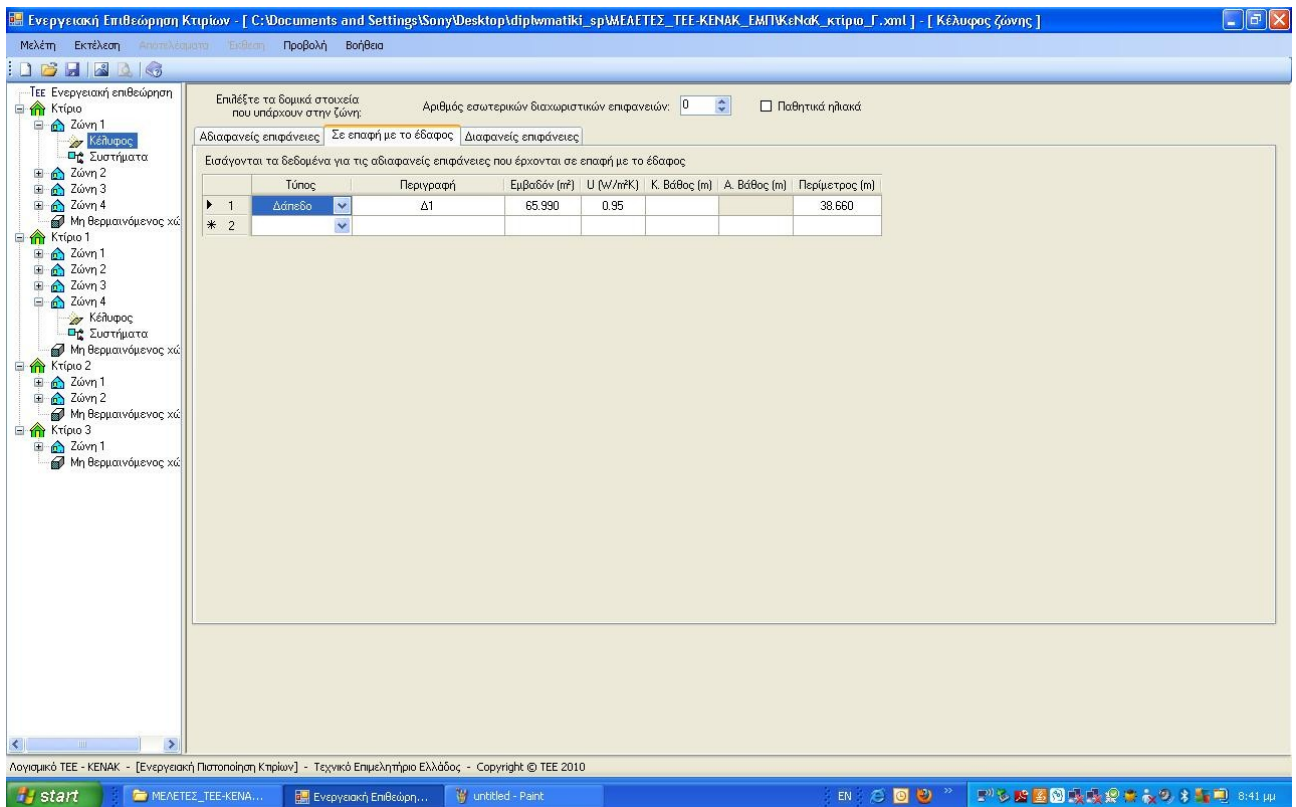 Ενεργειακή Επιθεώρηση Κτιρίων - [ C:\Documents and Settings\Sony\Desktop\diplwmatiki_sp\ΜΕΛΕΤΕΣ_ΤΕΕ-ΚΕΝΑΚ_ΕΜΠ\ΚεΝαΚ_κτίριο_Γ.xml ] - [ Κέλυφος ζώνης ]
Μελέτη Εκτέλεση Αποτελέσματα Έκθεση Προβολή Βοήθεια
ΤΕΕ Ενεργειακή επιθεώρηση
Κτίριο
Ζώνη 1
Κέλυφος
Συστήματα
Ζώνη 2
Ζώνη 3
Ζώνη 4
Μη θερμαινόμενος χώ
Κτίριο 1
Ζώνη 1
Ζώνη 2
Ζώνη 3
Ζώνη 4
Κέλυφος
Συστήματα
Μη θερμαινόμενος χώ
Κτίριο 2
Ζώνη 1
Ζώνη 2
Μη θερμαινόμενος χώ
Κτίριο 3
Ζώνη 1
Μη θερμαινόμενος χώ
Επιλέξτε τα δομικά στοιχεία
που υπάρχουν στην ζώνη:
Αριθμός εσωτερικών διαχωριστικών επιφανειών: 0 Παθητικά ηλιακά
Αδιαφανείς επιφάνειες Σε επαφή με το έδαφος Διαφανείς επιφάνειες
Εισάγονται τα δεδομένα για τις αδιαφανείς επιφάνειες που έρχονται σε επαφή με το έδαφος
Τύπος Περιγραφή Εμβαδόν (m²) U (W/m²K) Κ. Βάθος (m) Α. Βάθος (m) Περίμετρος (m)
1 Δάπεδο Δ1 65.990 0.95 38.660
* 2
Λογισμικό ΤΕΕ - ΚΕΝΑΚ - [Ενεργειακή Πιστοποίηση Κτιρίων] - Τεχνικό Επιμελητήριο Ελλάδος - Copyright © ΤΕΕ 2010
start ΜΕΛΕΤΕΣ_ΤΕΕ-ΚΕΝΑ... Ενεργειακή Επιθεώρη... untitled - Paint EN 8:41 μμ